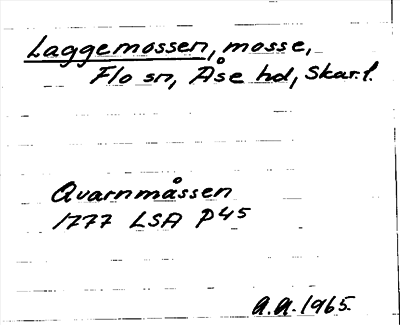 Laggemossen, mosse,
Flo sn, Åse hd, Skar.l.
Qvarnmåssen
1777 LSA P45
A.A. 1965.